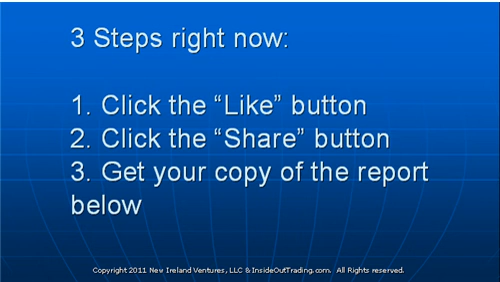 3 Steps right now:
1. Click the “Like” button
2. Click the “Share” button
3. Get your copy of the report
below
Copyright 2011 New Ireland Ventures, LLC & InsideOutTrading.com. All Rights reserved.